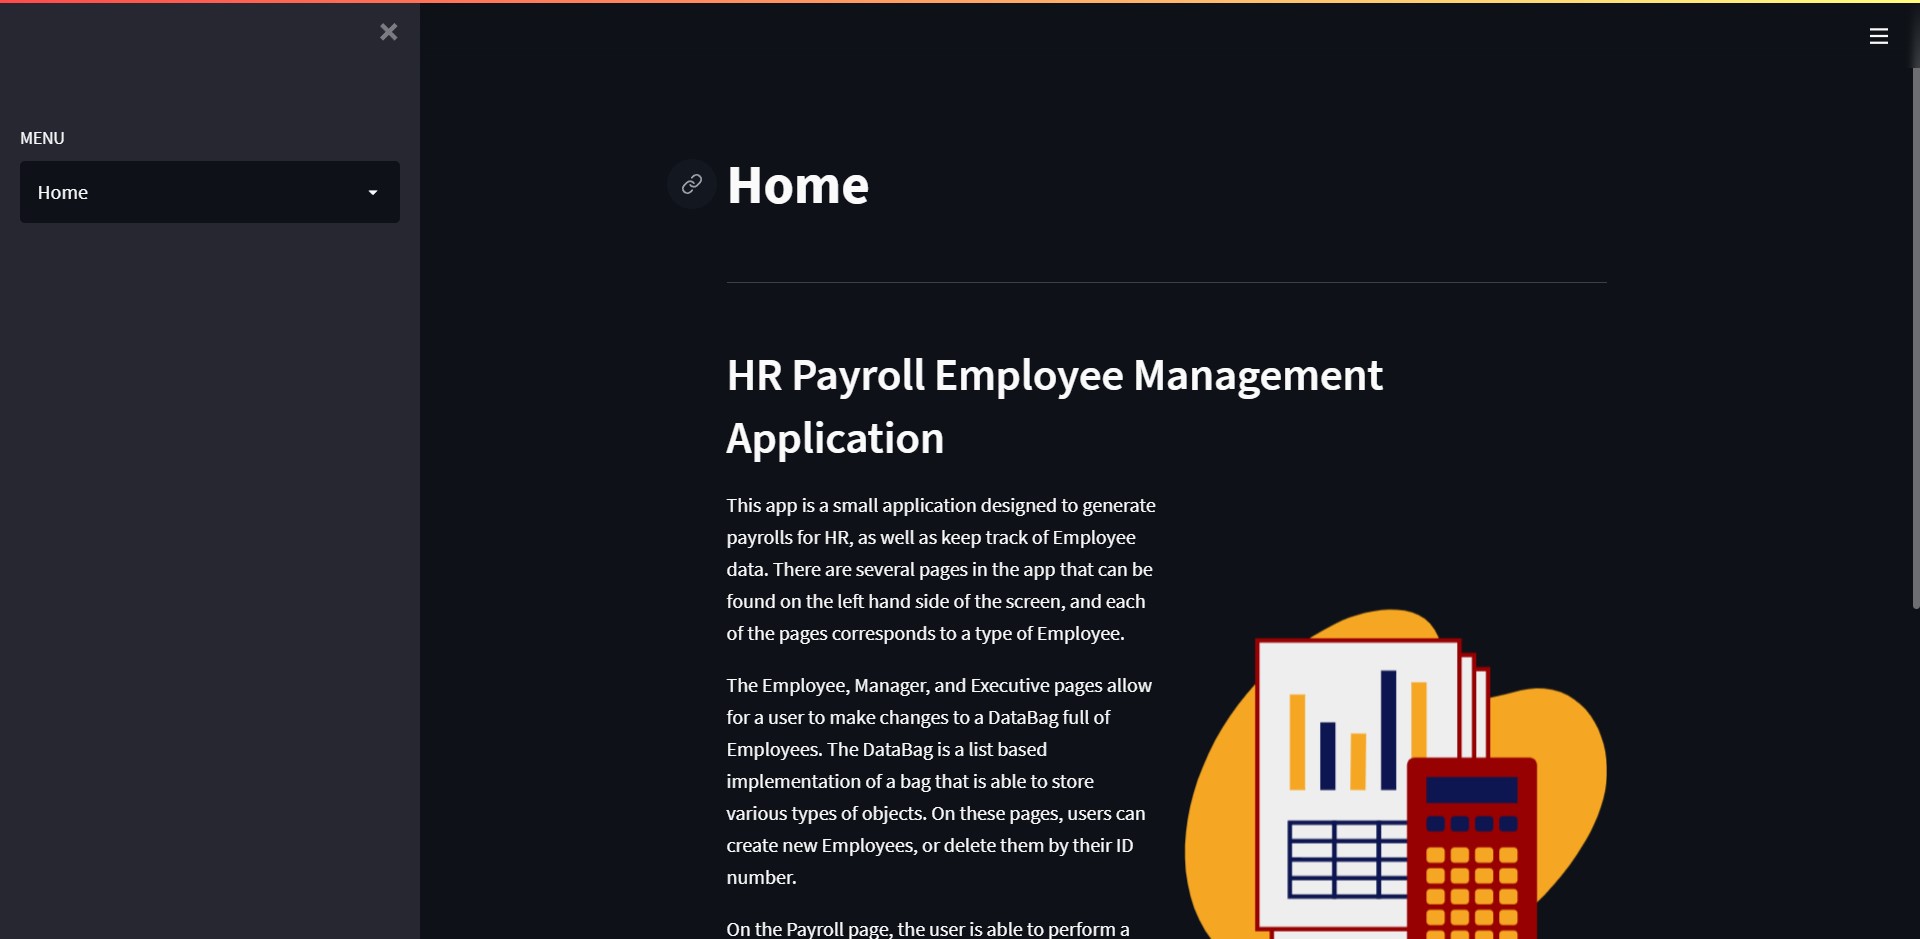 MENU
Home
Home
HR Payroll Employee Management
Application
This app is a small application designed to generate
payrolls for HR, as well as keep track of Employee
data. There are several pages in the app that can be
found on the left hand side of the screen, and each
of the pages corresponds to a type of Employee.
The Employee, Manager, and Executive pages allow
for a user to make changes to a DataBag full of
Employees. The DataBag is a list based
implementation of a bag that is able to store
various types of objects. On these pages, users can
create new Employees, or delete them by their ID
number.
On the Payroll page, the user is able to perform a